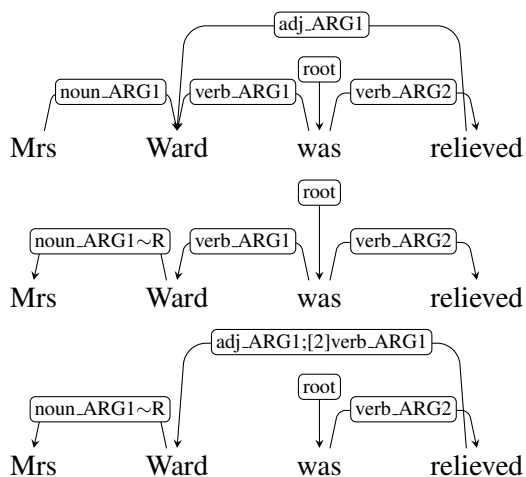 adj_ARG1
root
noun_ARG1 verb_ARG1 verb_ARG2
Mrs Ward was relieved
root
noun_ARG1~R verb_ARG1 verb_ARG2
Mrs Ward was relieved
adj_ARG1;[2]verb_ARG1
root
noun_ARG1~R verb_ARG2
Mrs Ward was relieved